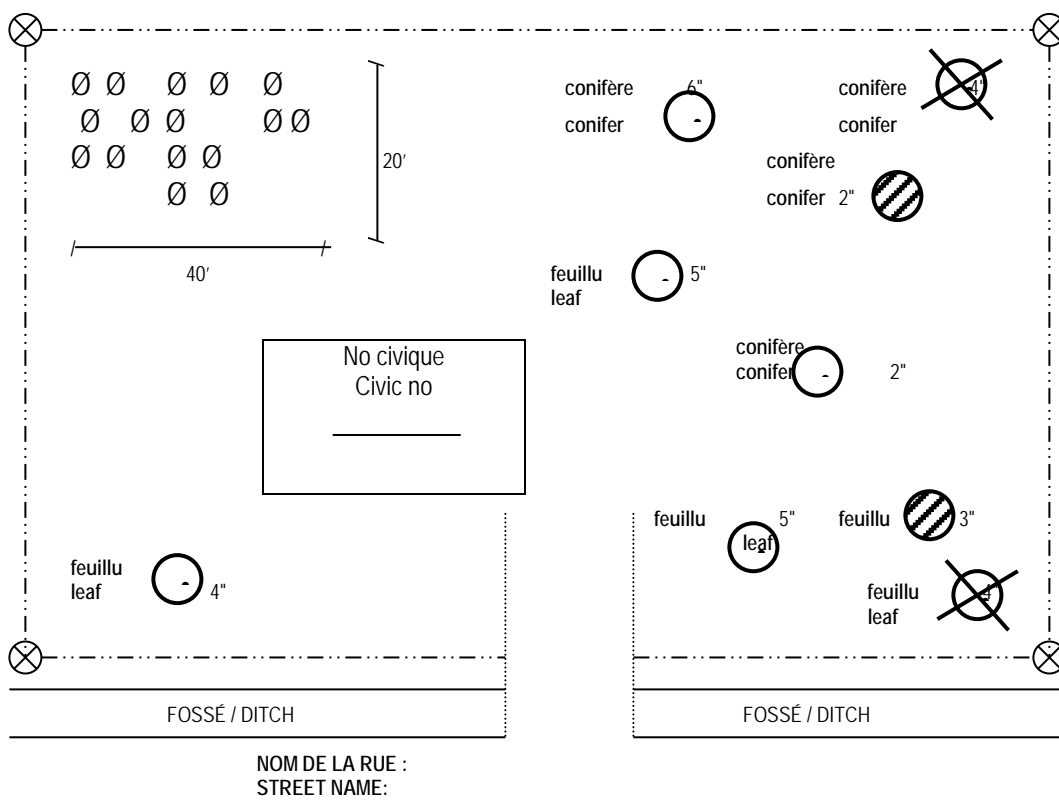 Ø Ø Ø Ø Ø
Ø Ø Ø Ø Ø
Ø Ø Ø Ø
Ø Ø
20'
40'
conifère 6"
conifer
conifère 4"
conifer
conifère
conifer 2"
feuillu 5"
leaf
conifère
conifer 2"
No civique
Civic no
feuillu 5"
leaf
feuillu 3"
feuillu 4"
leaf
feuillu
leaf 4"
FOSSÉ / DITCH
FOSSÉ / DITCH
NOM DE LA RUE :
STREET NAME: